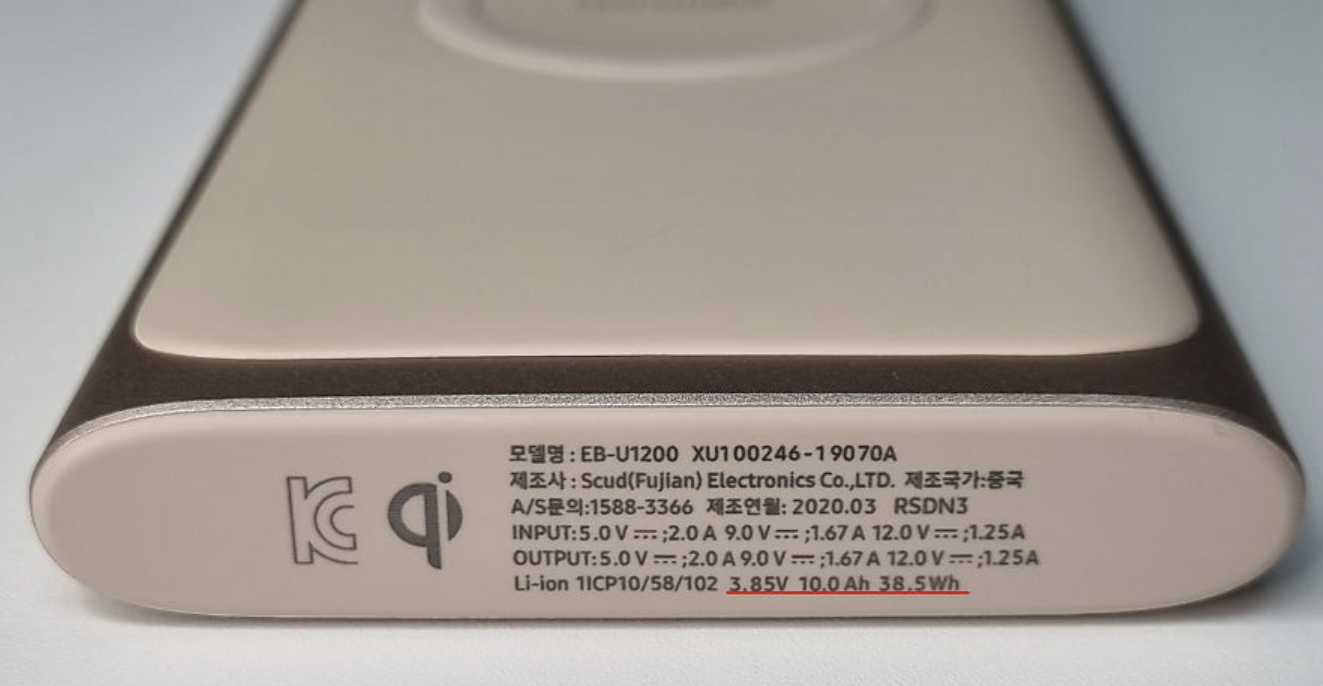 모델명 : EB-U1200 XU100246-19070A
제조사 : Scud(Fujian) Electronics Co.,LTD. 제조국가:중국
A/S문의:1588-3366 제조연월: 2020.03 RSDN3
INPUT:5.0 V ⎓ ;2.0 A 9.0 V ⎓ ;1.67 A 12.0 V ⎓ ;1.25A
OUTPUT:5.0 V ⎓ ;2.0 A 9.0 V ⎓ ;1.67 A 12.0 V ⎓ ;1.25A
Li-ion 1ICP10/58/102 3.85V 10.0 Ah 38.5Wh
KC
qi